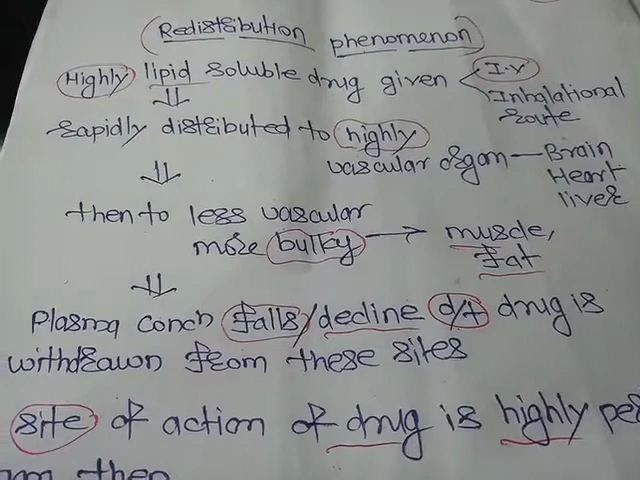 (Redistribution phenomenon)
Highly lipid soluble drug given < I.v
Inhalational route
rapidly distributed to highly
vascular organ — Brain
Heart
liver
then to less vascular
more bulky → muscle,
fat
Plasma concn falls/decline d/t drug is
withdrawn from these sites
site of action of drug is highly per
then